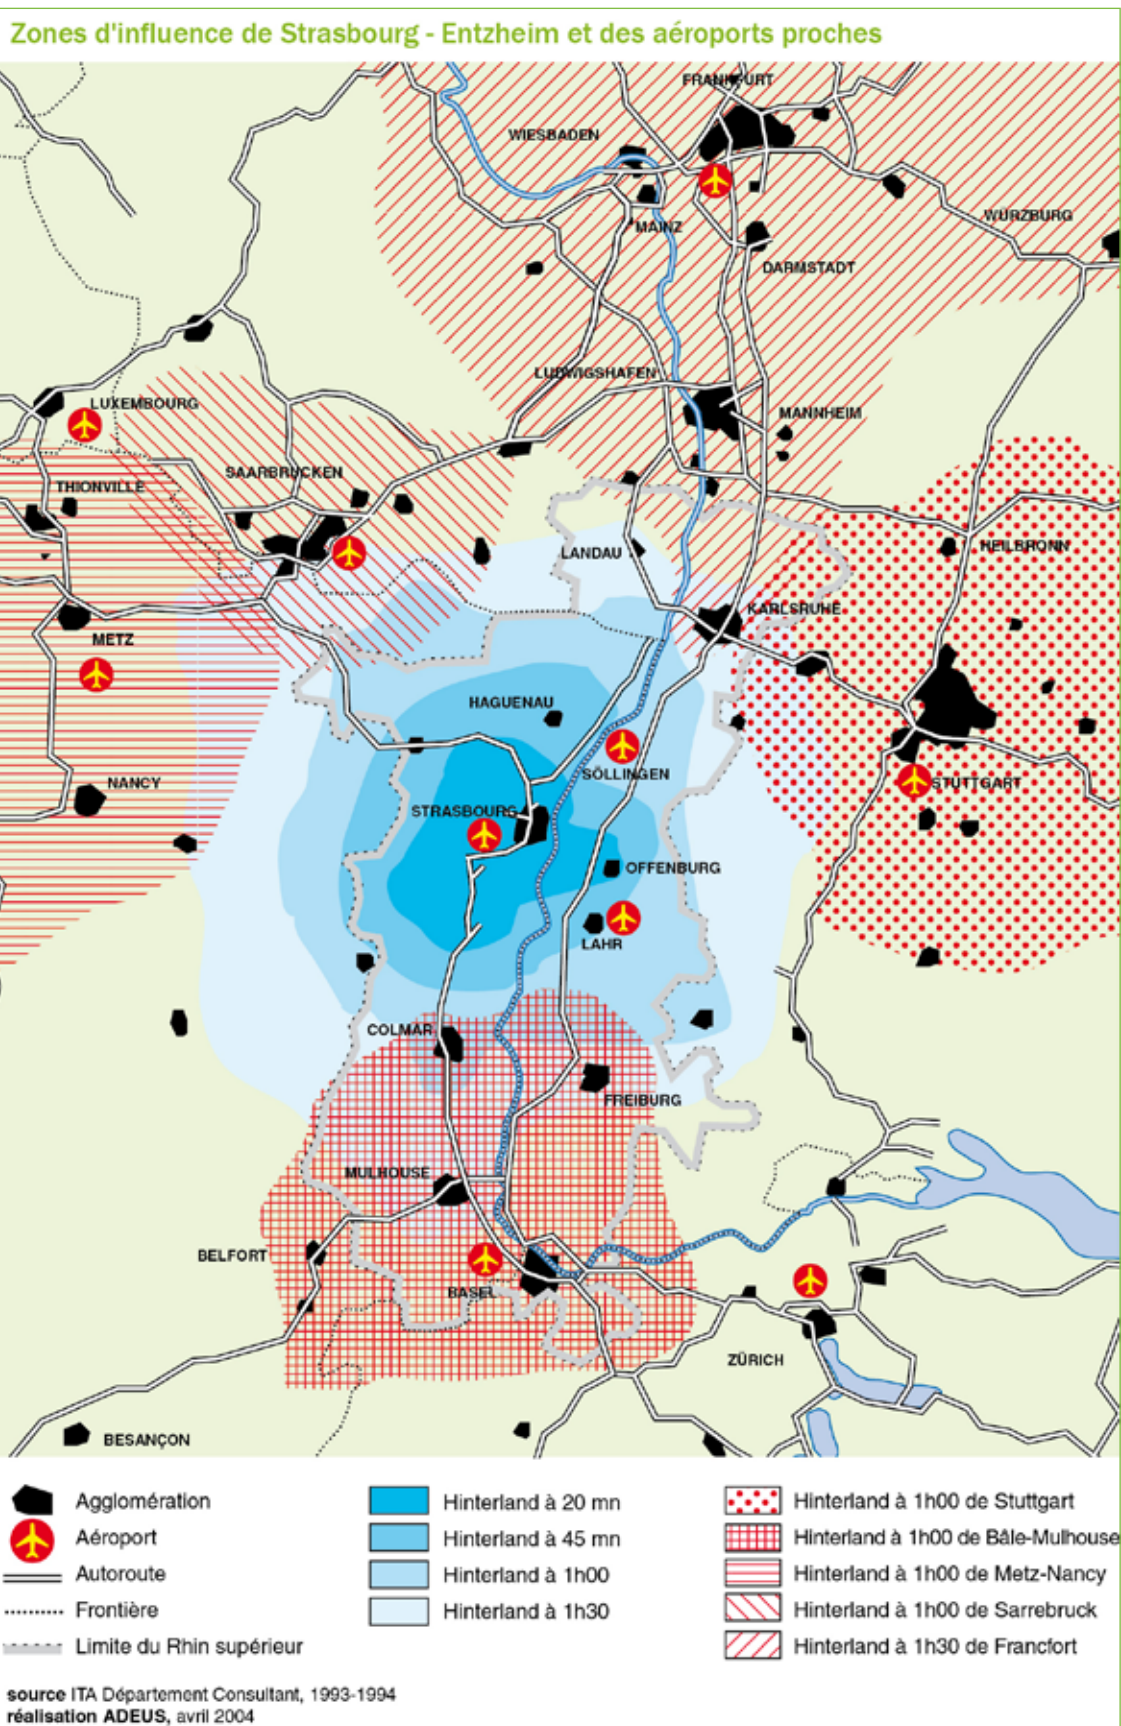 Zones d'influence de Strasbourg - Entzheim et des aéroports proches
FRANKFURT
WIESBADEN
MAINZ
WÜRZBURG
DARMSTADT
LUDWIGSHAFEN
LUXEMBOURG
MANNHEIM
SAARBRUCKEN
THIONVILLE
LANDAU
HEILBRONN
KARLSRUHE
METZ
HAGUENAU
SÖLLINGEN
NANCY
STUTTGART
STRASBOURG
OFFENBURG
LAHR
COLMAR
FREIBURG
MULHOUSE
BELFORT
BASEL
ZÜRICH
BESANÇON
Agglomération
Aéroport
Autoroute
Frontière
Limite du Rhin supérieur
Hinterland à 20 mn
Hinterland à 45 mn
Hinterland à 1h00
Hinterland à 1h30
Hinterland à 1h00 de Stuttgart
Hinterland à 1h00 de Bâle-Mulhouse
Hinterland à 1h00 de Metz-Nancy
Hinterland à 1h00 de Sarrebruck
Hinterland à 1h30 de Francfort
source ITA Département Consultant, 1993-1994
réalisation ADEUS, avril 2004